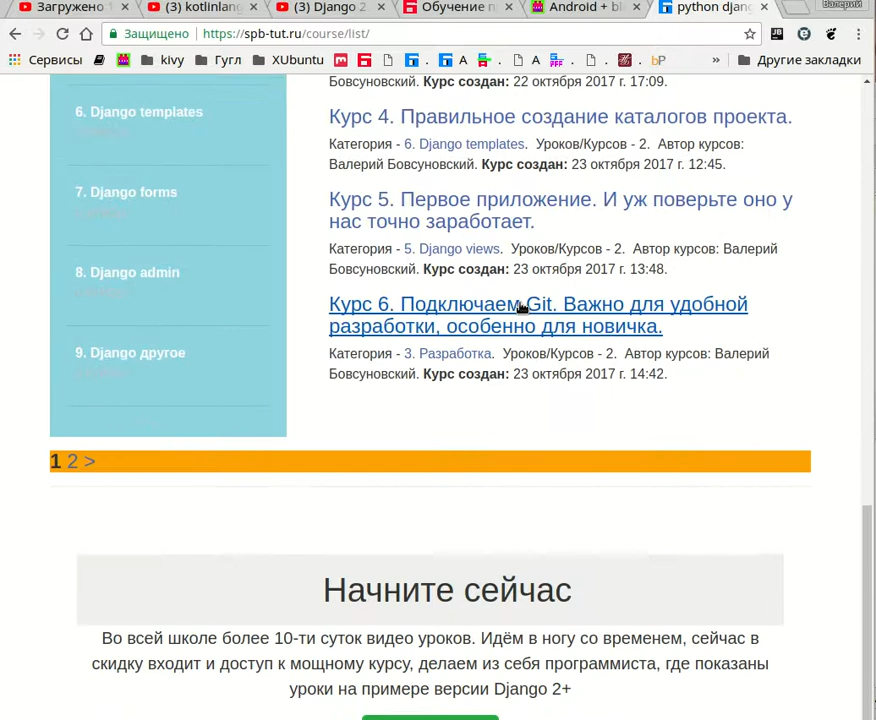 Загружено
(3) kotlinlang
(3) Django 2
Обучение п
Android + bl
python djang
Валерий
Защищено
https://spb-tut.ru/course/list/
Сервисы
kivy
Гугл
XUbuntu
A
A
bP
»
Другие закладки
Бовсуновский. Курс создан: 22 октября 2017 г. 17:09.
6. Django templates
7. Django forms
8. Django admin
9. Django другое
Курс 4. Правильное создание каталогов проекта.
Категория - 6. Django templates. Уроков/Курсов - 2. Автор курсов:
Валерий Бовсуновский. Курс создан: 23 октября 2017 г. 12:45.
Курс 5. Первое приложение. И уж поверьте оно у
нас точно заработает.
Категория - 5. Django views. Уроков/Курсов - 2. Автор курсов: Валерий
Бовсуновский. Курс создан: 23 октября 2017 г. 13:48.
Курс 6. Подключаем Git. Важно для удобной
разработки, особенно для новичка.
Категория - 3. Разработка. Уроков/Курсов - 2. Автор курсов: Валерий
Бовсуновский. Курс создан: 23 октября 2017 г. 14:42.
1 2 >
Начните сейчас
Во всей школе более 10-ти суток видео уроков. Идём в ногу со временем, сейчас в
скидку входит и доступ к мощному курсу, делаем из себя программиста, где показаны
уроки на примере версии Django 2+